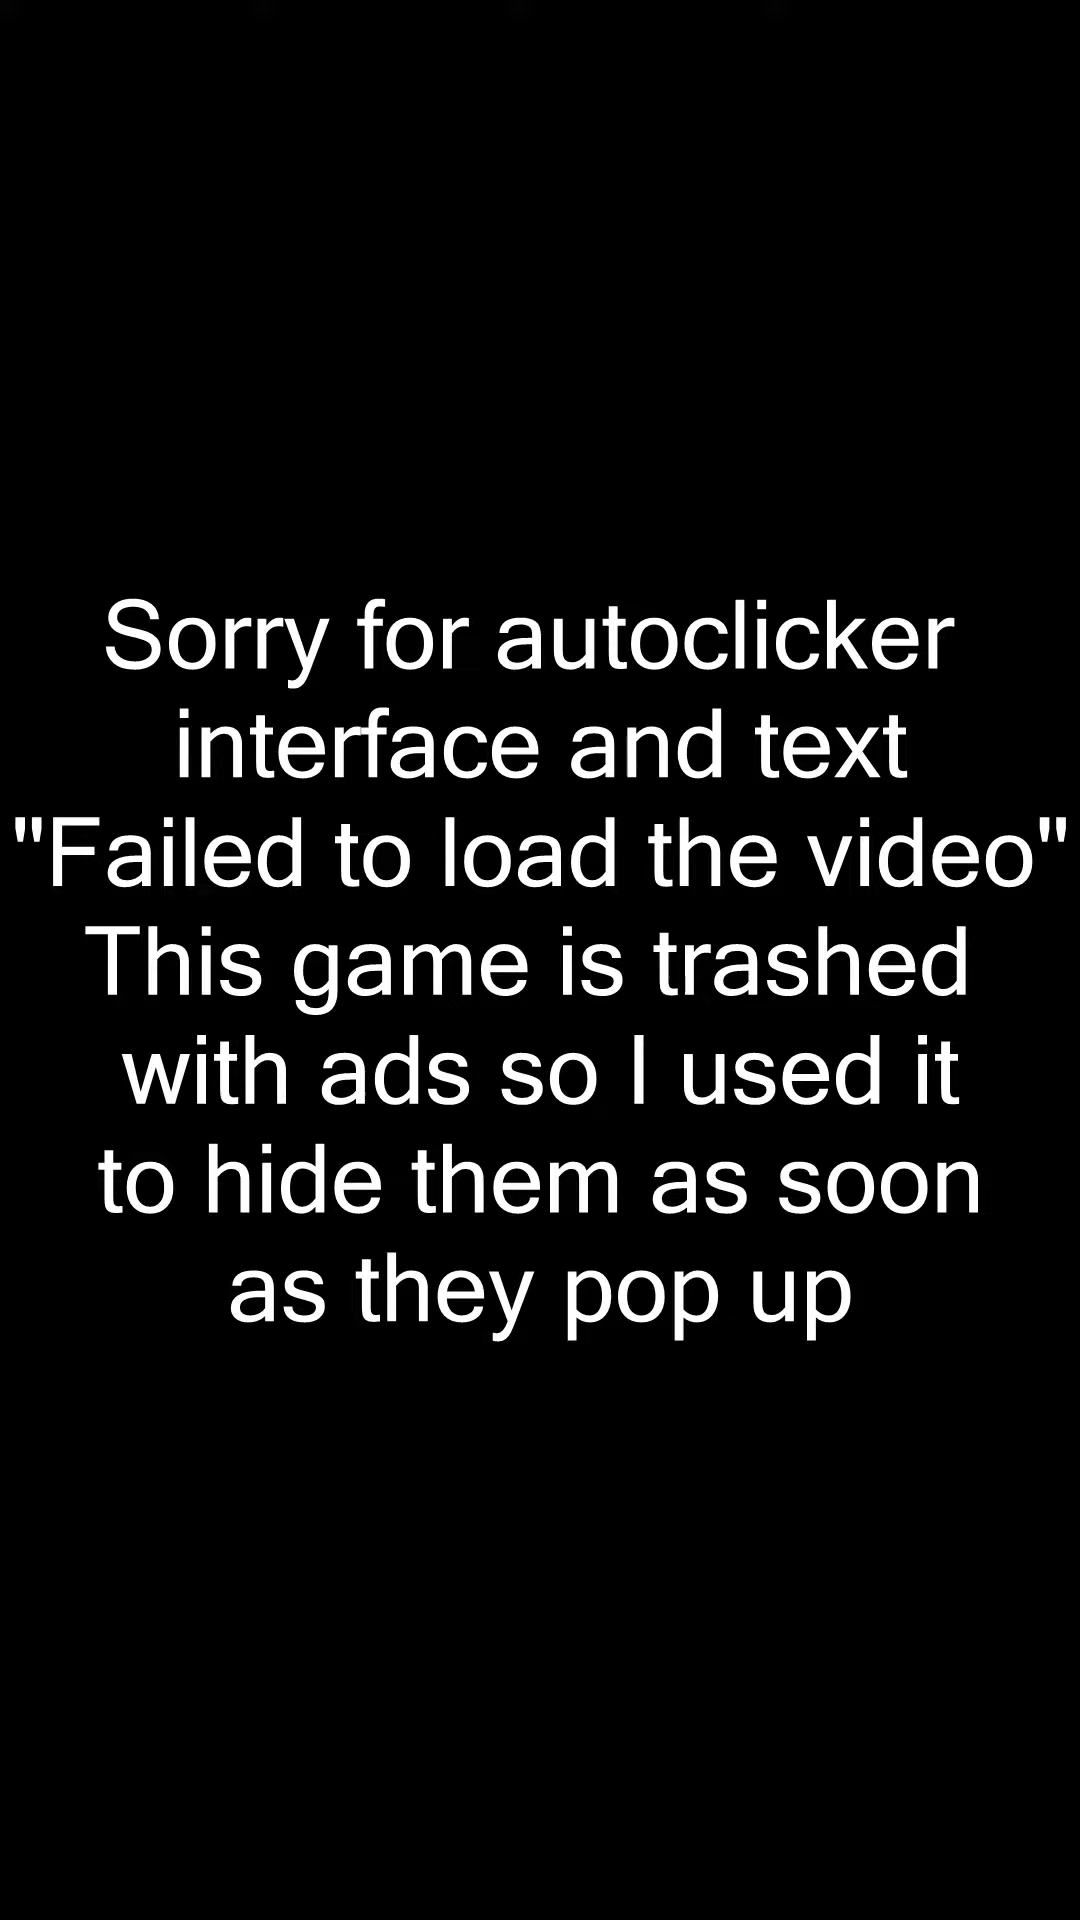 Sorry for autoclicker
interface and text
"Failed to load the video"
This game is trashed
with ads so I used it
to hide them as soon
as they pop up